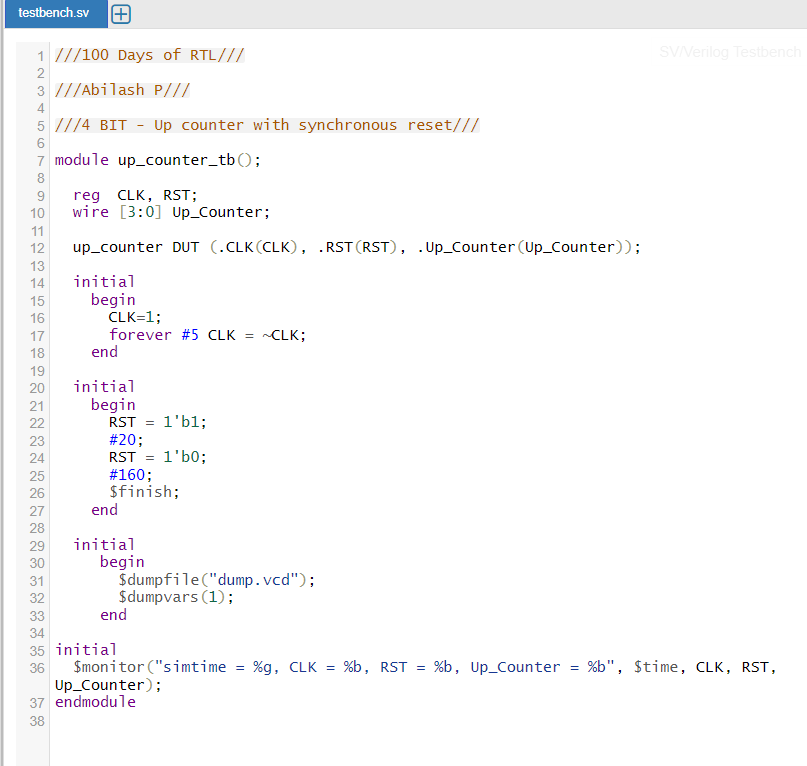 testbench.sv
SV/Verilog Testbench
1 ///100 Days of RTL///
2
3 ///Abilash P///
4
5 ///4 BIT - Up counter with synchronous reset///
6
7 module up_counter_tb();
8
9 reg  CLK, RST;
10 wire [3:0] Up_Counter;
11
12 up_counter DUT (.CLK(CLK), .RST(RST), .Up_Counter(Up_Counter));
13
14 initial
15 begin
16 CLK=1;
17 forever #5 CLK = ~CLK;
18 end
19
20 initial
21 begin
22 RST = 1'b1;
23 #20;
24 RST = 1'b0;
25 #160;
26 $finish;
27 end
28
29 initial
30 begin
31 $dumpfile("dump.vcd");
32 $dumpvars(1);
33 end
34
35 initial
36 $monitor("simtime = %g, CLK = %b, RST = %b, Up_Counter = %b", $time, CLK, RST,
Up_Counter);
37 endmodule
38